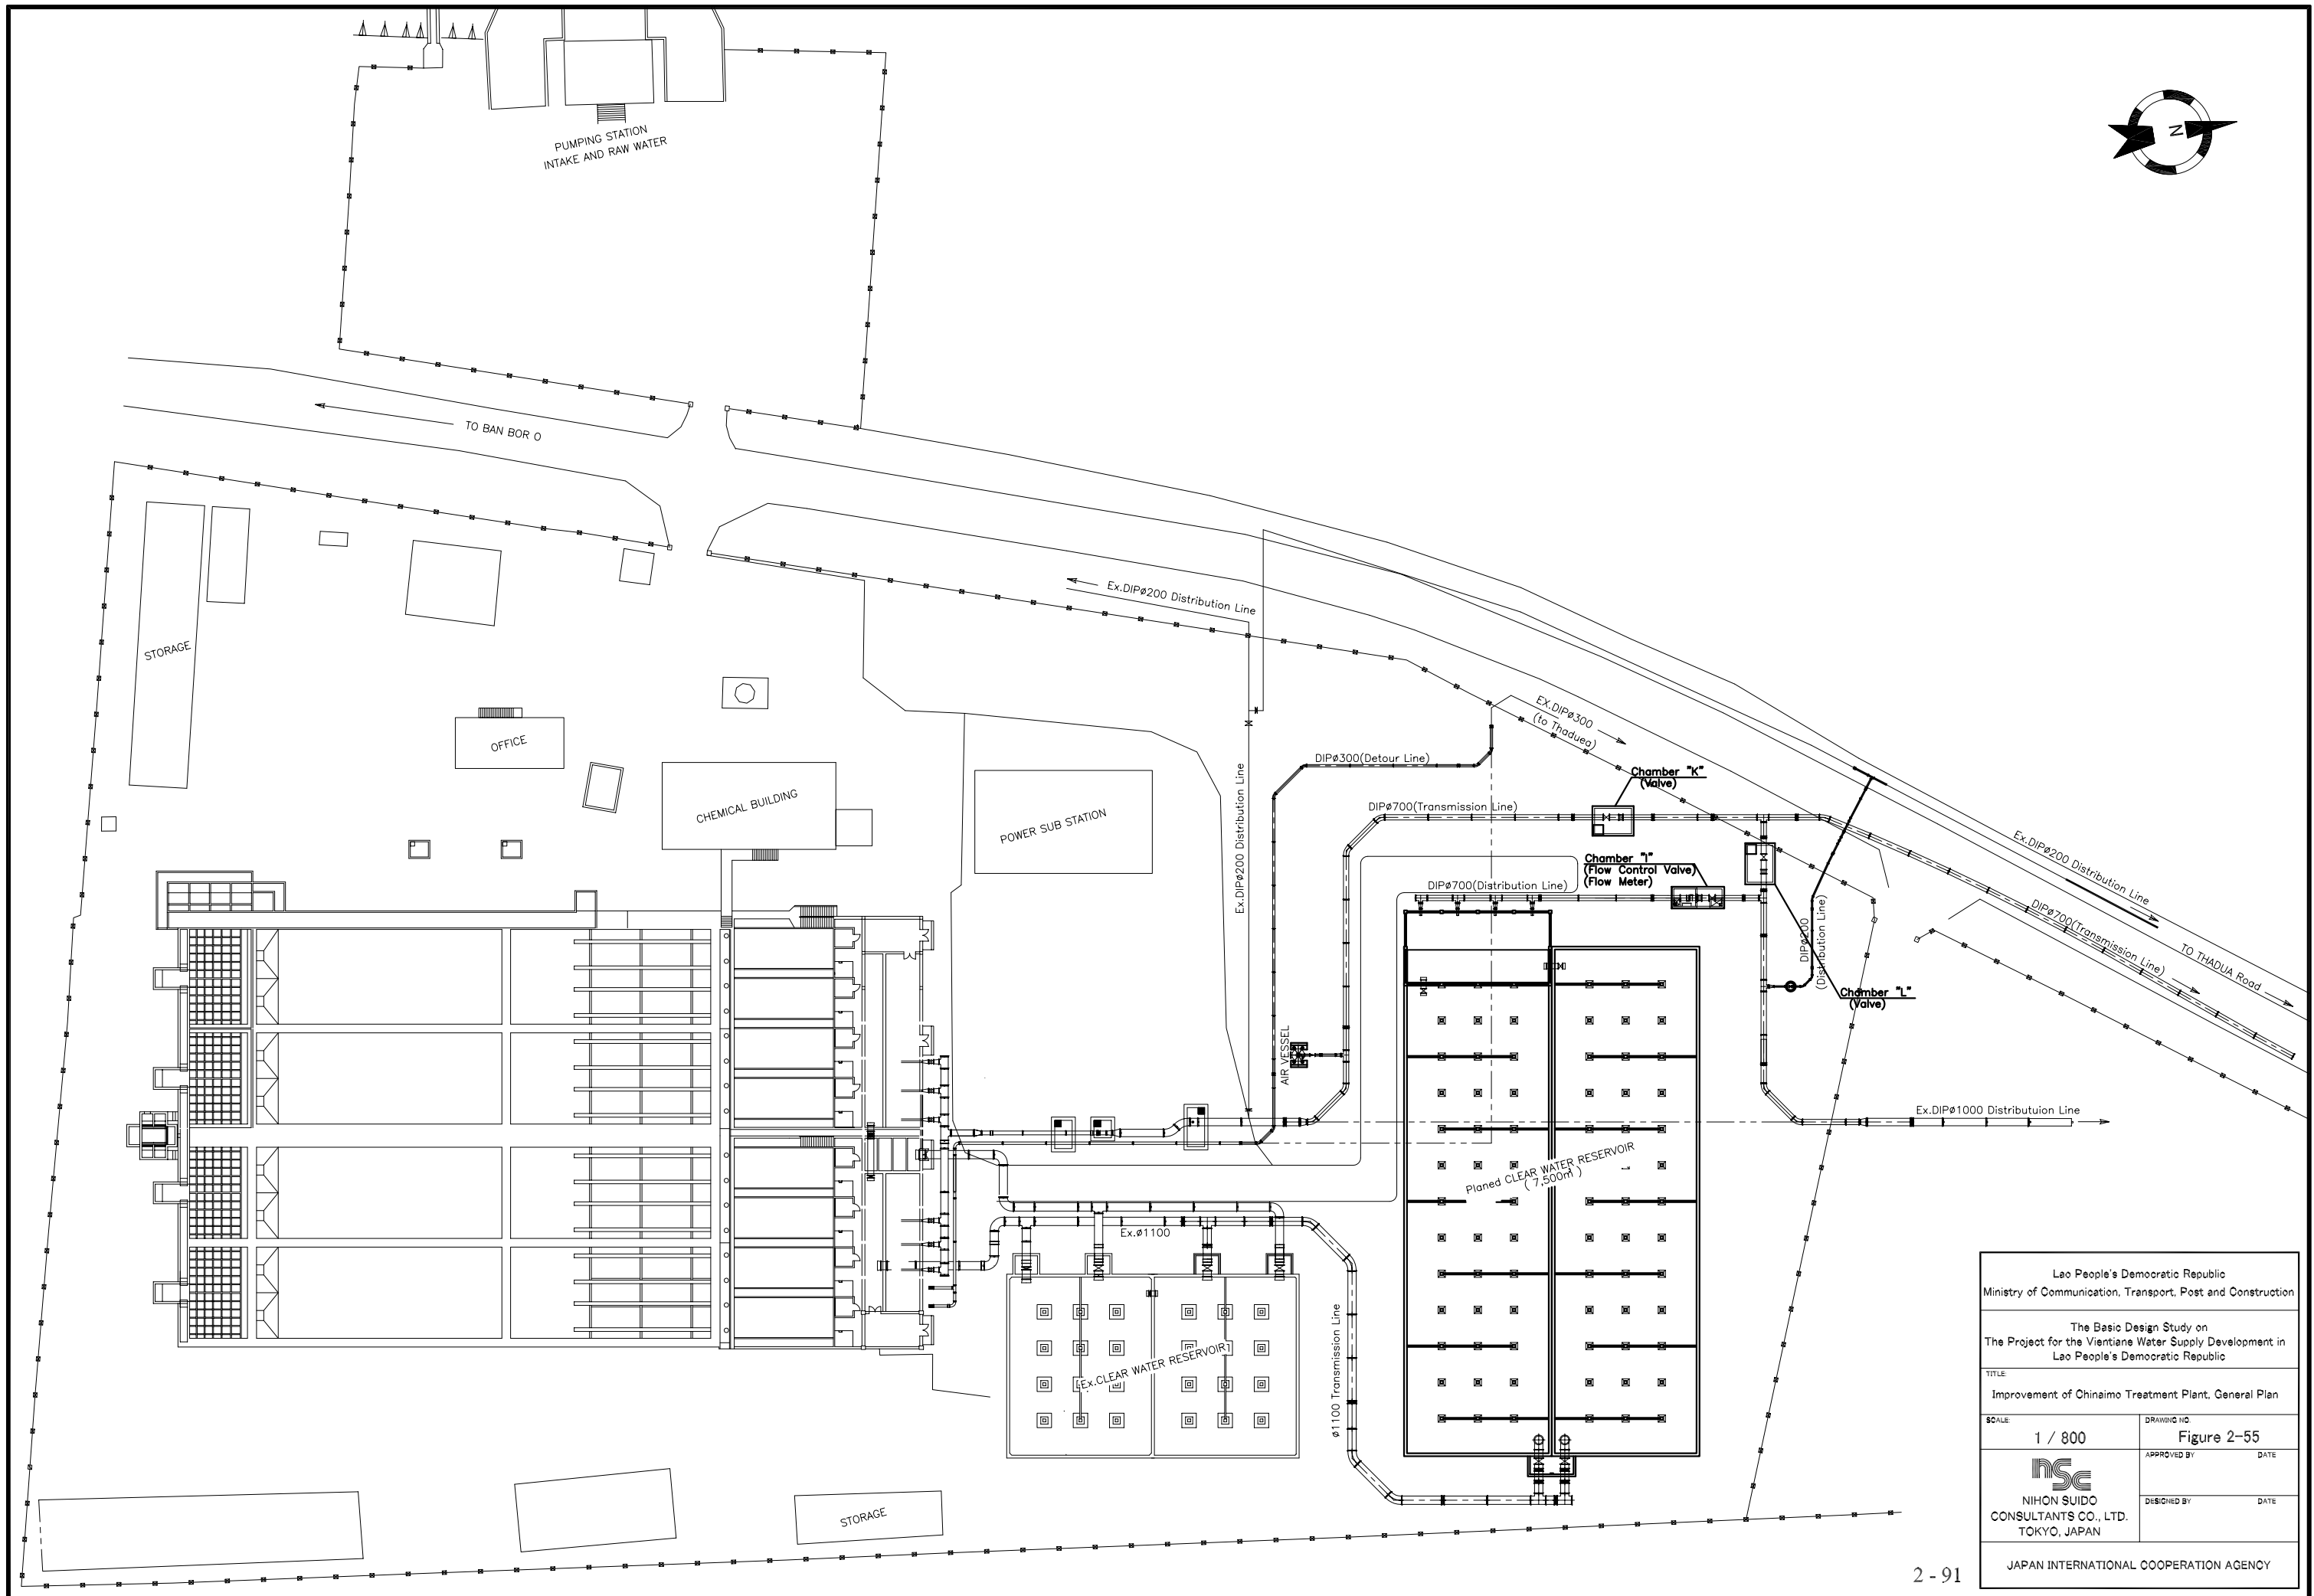 PUMPING STATION
INTAKE AND RAW WATER
N
TO BAN BOR O
STORAGE
Ex.DIPø200 Distribution Line
OFFICE
CHEMICAL BUILDING
POWER SUB STATION
Ex.DIPø200 Distribution Line
EX.DIPø300
(to Thaduea)
DIPø300(Detour Line)
Chamber "K"
(Valve)
DIPø700(Transmission Line)
Chamber "I"
(Flow Control Valve)
(Flow Meter)
DIPø700(Distribution Line)
DIPø200
(Distribution Line)
Ex.DIPø200 Distribution Line
DIPø700(Transmission Line)
TO THADUA Road
Chamber "L"
(Valve)
AIR VESSEL
Ex.DIPø1000 Distributuion Line
Planed CLEAR WATER RESERVOIR
( 7,500m³ )
Ex.ø1100
Ex.CLEAR WATER RESERVOIR
ø1100 Transmission Line
STORAGE
Lao People's Democratic Republic
Ministry of Communication, Transport, Post and Construction
The Basic Design Study on
The Project for the Vientiane Water Supply Development in
Lao People's Democratic Republic
TITLE:
Improvement of Chinaimo Treatment Plant, General Plan
SCALE:
1 / 800
DRAWING NO.
Figure 2-55
APPROVED BY DATE
nsc
NIHON SUIDO
CONSULTANTS CO., LTD.
TOKYO, JAPAN
DESIGNED BY DATE
JAPAN INTERNATIONAL COOPERATION AGENCY
2 - 91